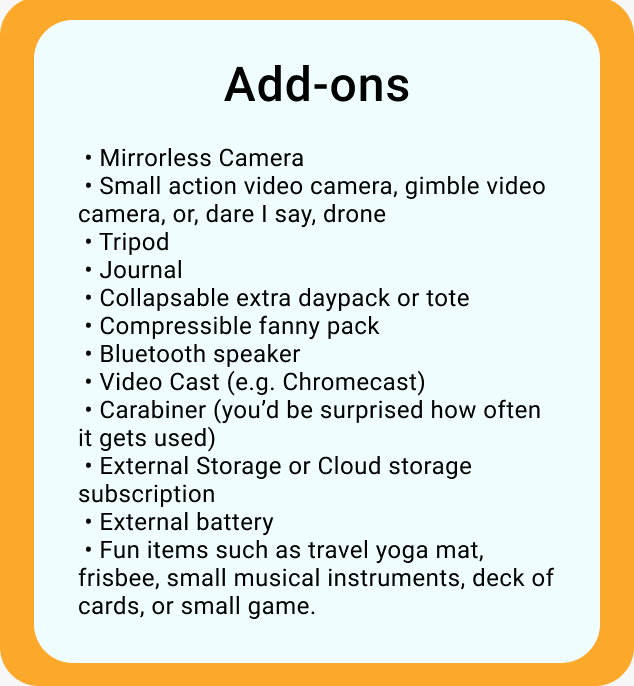 Add-ons
• Mirrorless Camera
• Small action video camera, gimble video
camera, or, dare I say, drone
• Tripod
• Journal
• Collapsable extra daypack or tote
• Compressible fanny pack
• Bluetooth speaker
• Video Cast (e.g. Chromecast)
• Carabiner (you’d be surprised how often
it gets used)
• External Storage or Cloud storage
subscription
• External battery
• Fun items such as travel yoga mat,
frisbee, small musical instruments, deck of
cards, or small game.